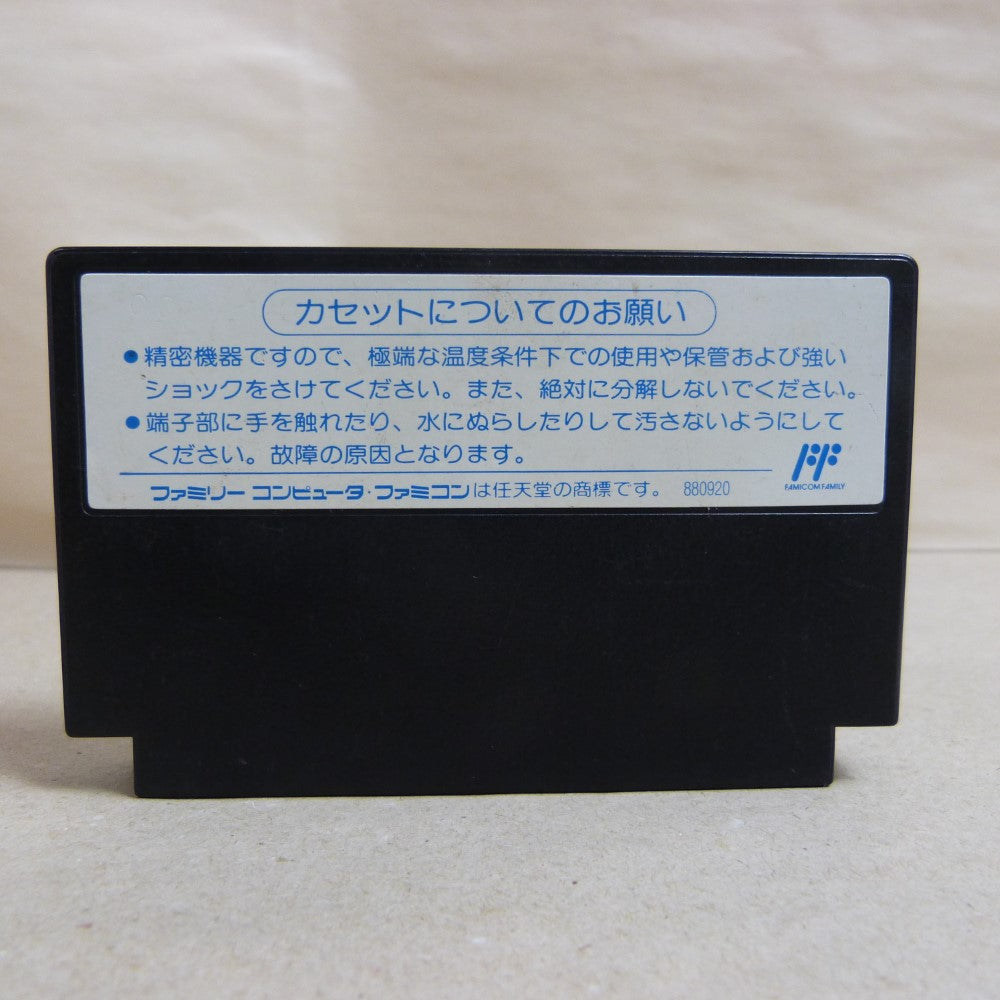 カセットについてのお願い
●精密機器ですので、極端な温度条件下での使用や保管および強い
ショックをさけてください。また、絶対に分解しないでください。
●端子部に手を触れたり、水にぬらしたりして汚さないようにして
ください。故障の原因となります。
FAMICOM FAMILY
ファミリー コンピュータ・ファミコンは任天堂の商標です。 880920